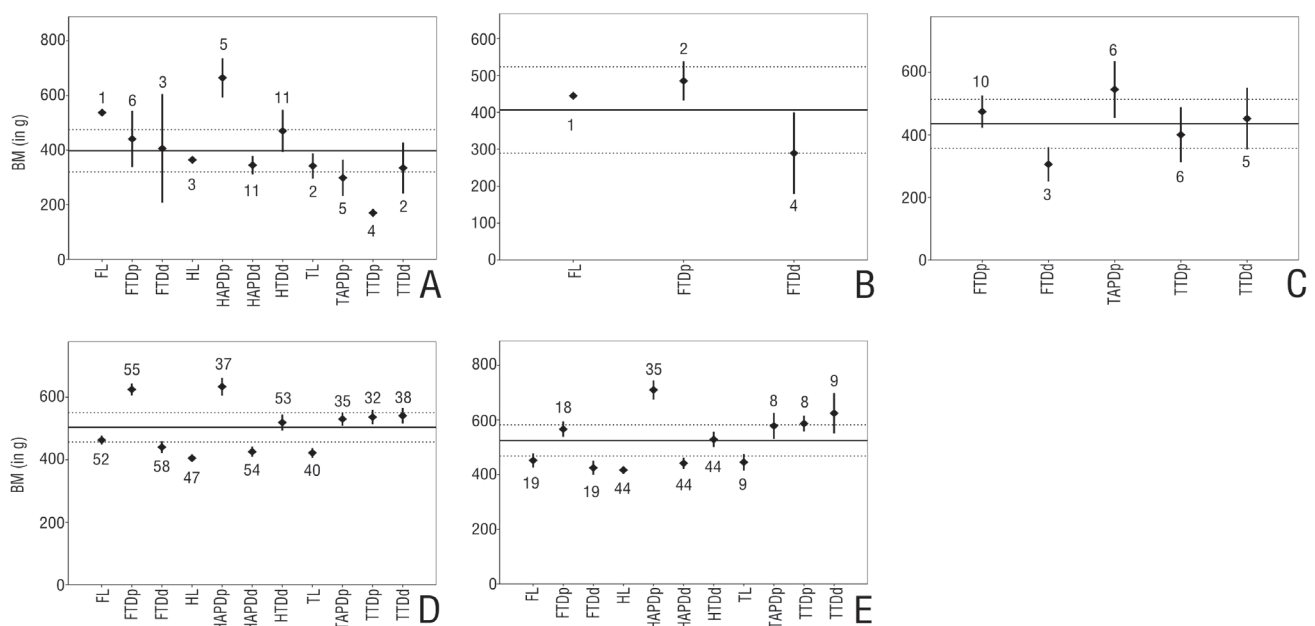 BM (in g)
800
600
400
200
0
1
6
3
3
5
11
11
2
5
4
2
FL
FTDp
FTDd
HL
HAPDp
HAPDd
HTDd
TL
TAPDp
TTDp
TTDd
A
600
500
400
300
200
100
0
1
2
4
FL
FTDp
FTDd
B
600
400
200
0
10
3
6
6
5
FTDp
FTDd
TAPDp
TTDp
TTDd
C
BM (in g)
600
400
200
0
52
55
58
47
37
54
53
40
35
32
38
FL
FTDp
FTDd
HL
HAPDp
HAPDd
HTDd
TL
TAPDp
TTDp
TTDd
D
800
600
400
200
0
19
18
19
44
35
44
44
9
8
8
9
FL
FTDp
FTDd
HL
HAPDp
HAPDd
HTDd
TL
TAPDp
TTDp
TTDd
E